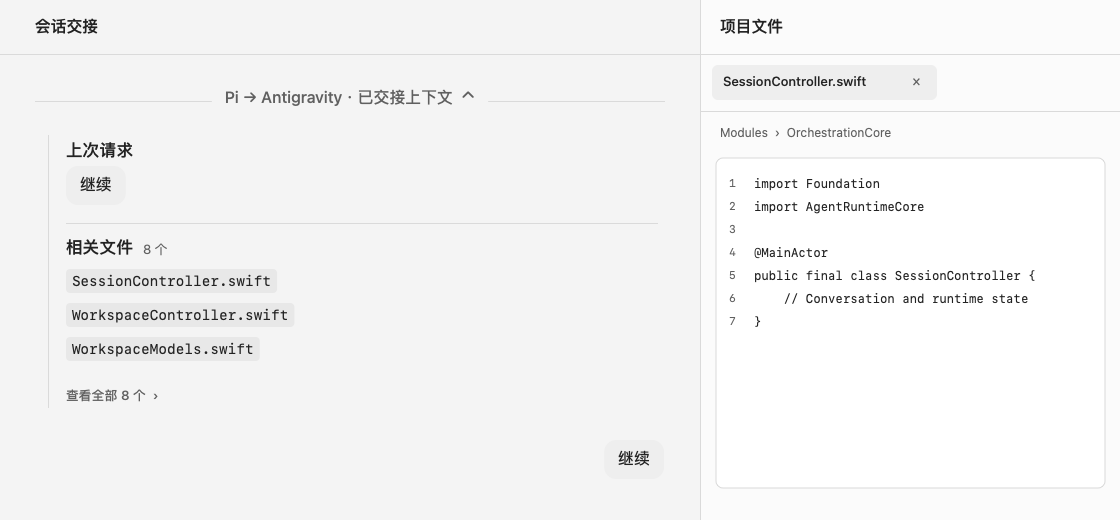 会话交接
Pi → Antigravity · 已交接上下文
上次请求
继续
相关文件 8 个
SessionController.swift
WorkspaceController.swift
WorkspaceModels.swift
查看全部 8 个 ›
继续
项目文件
SessionController.swift ×
Modules › OrchestrationCore
1 import Foundation
2 import AgentRuntimeCore
3
4 @MainActor
5 public final class SessionController {
6     // Conversation and runtime state
7 }